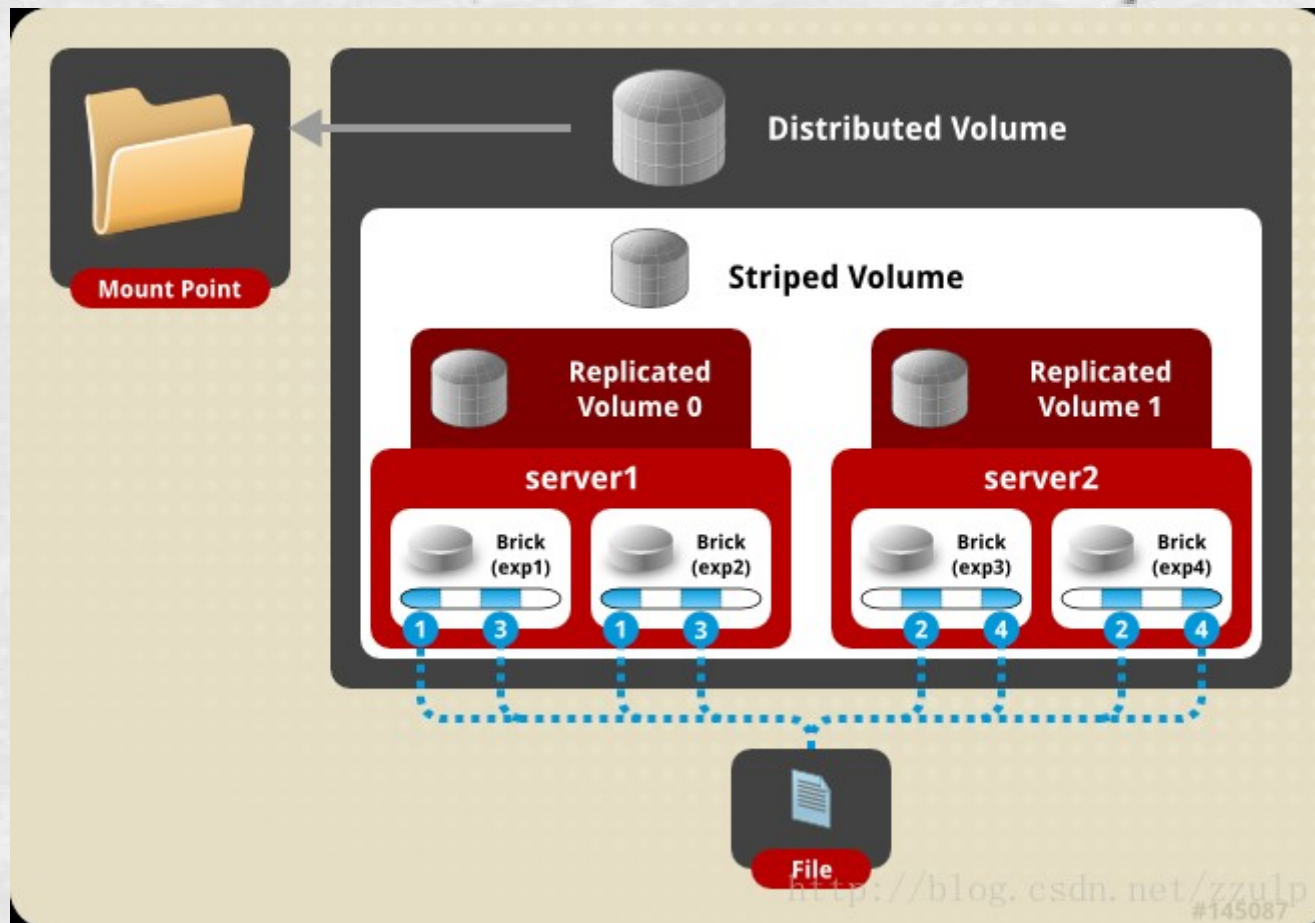 Distributed Volume
Mount Point
Striped Volume
Replicated
Volume 0
Replicated
Volume 1
server1
server2
Brick
(exp1)
Brick
(exp2)
Brick
(exp3)
Brick
(exp4)
1
3
1
3
2
4
2
4
File
http://blog.csdn.net/zzulp
#145087